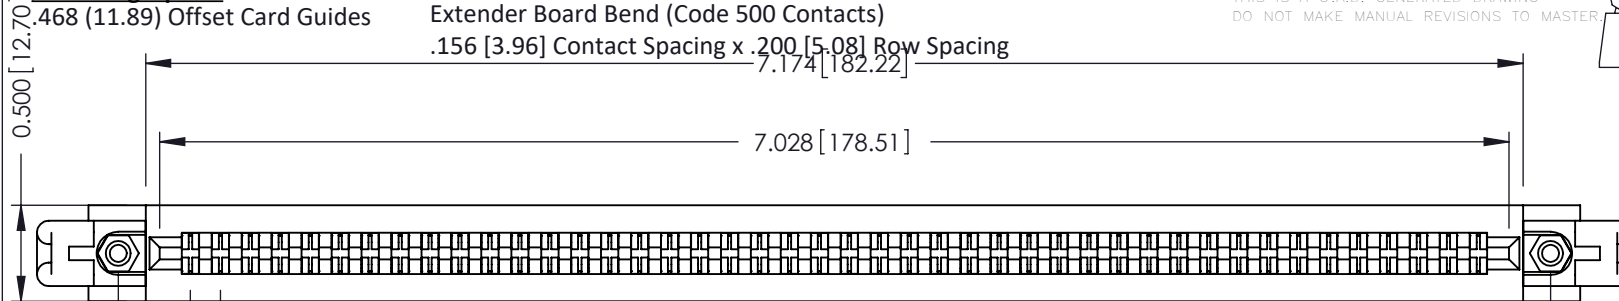 .468 (11.89) Offset Card Guides
Extender Board Bend (Code 500 Contacts)
.156 [3.96] Contact Spacing x .200 [5.08] Row Spacing
DO NOT MAKE MANUAL REVISIONS TO MASTER.
0.500 [12.70]
7.174 [182.22]
7.028 [178.51]